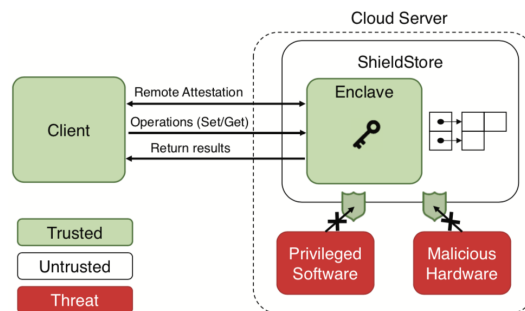 Cloud Server
ShieldStore
Remote Attestation
Enclave
Client
Operations (Set/Get)
Return results
Trusted
Untrusted
Threat
Privileged
Software
Malicious
Hardware